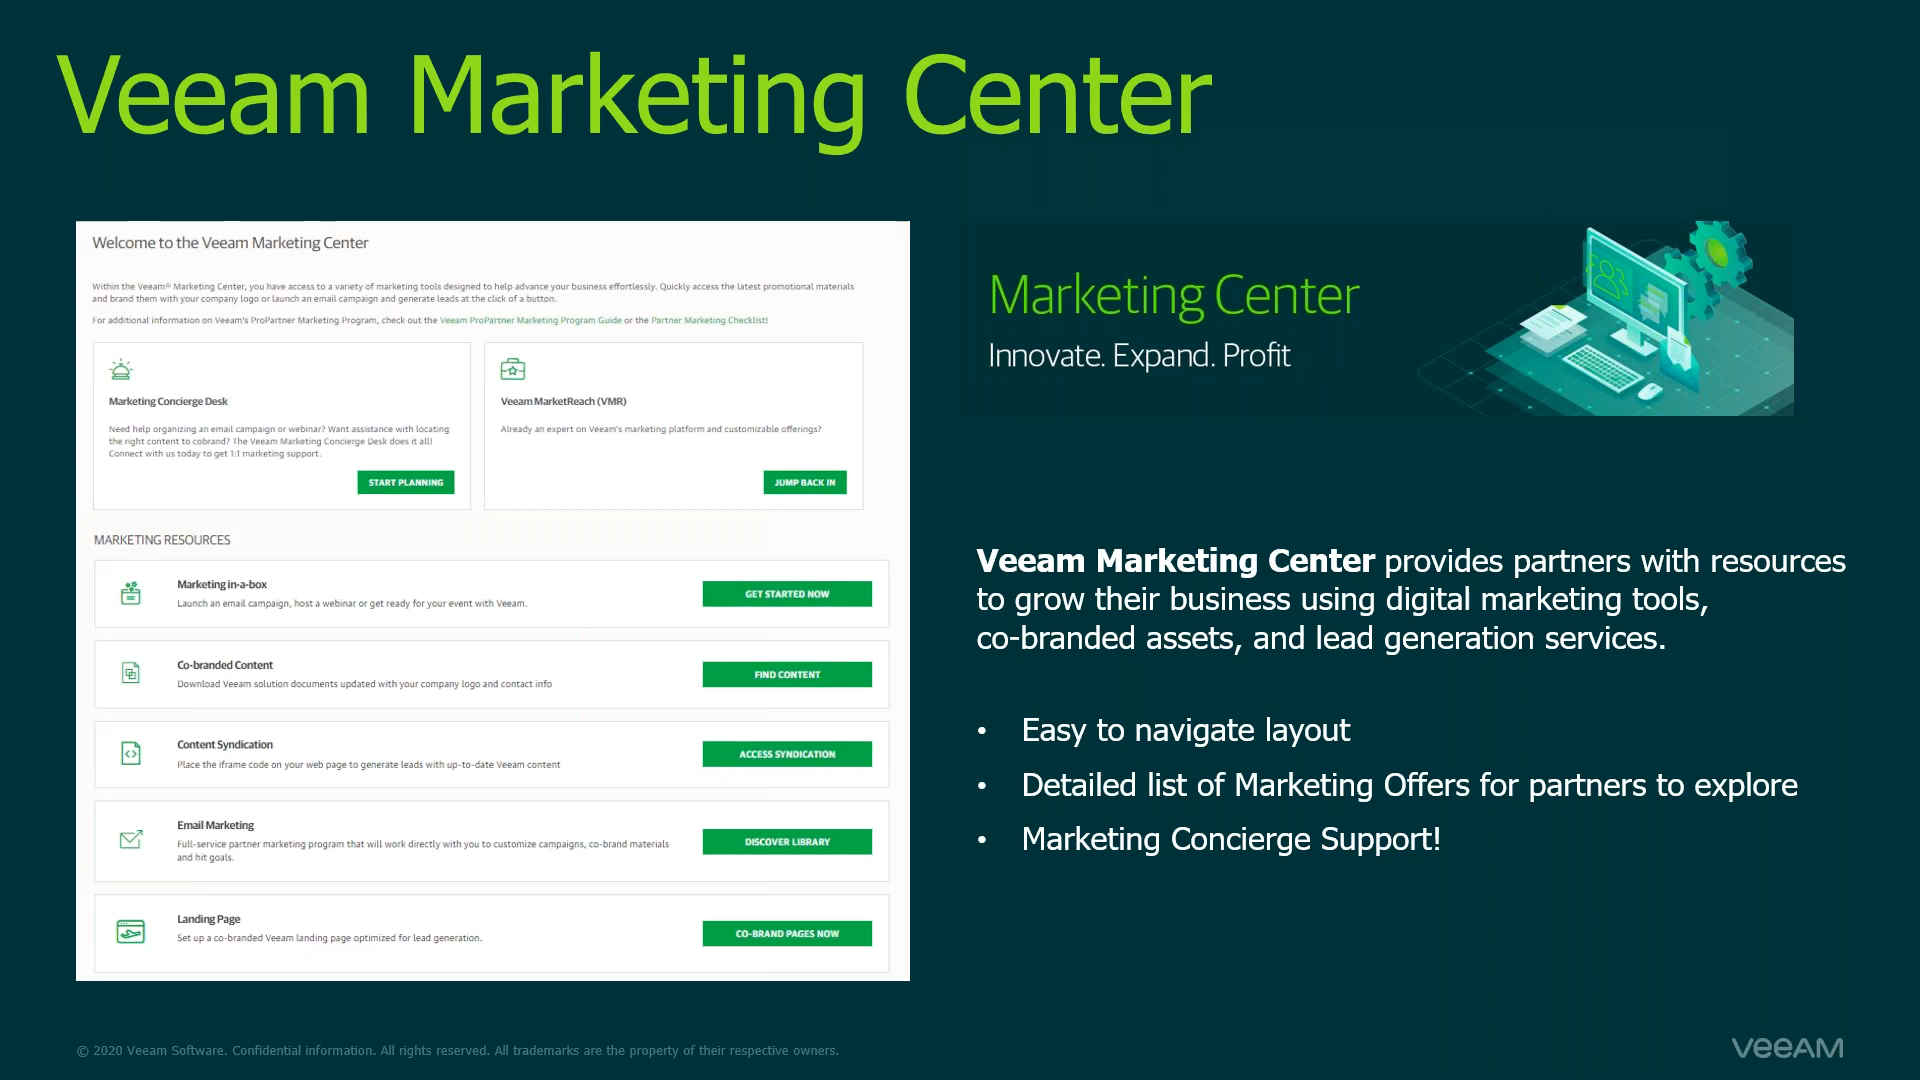 Veeam Marketing Center
Welcome to the Veeam Marketing Center
Within the Veeam® Marketing Center, you have access to a variety of marketing tools designed to help advance your business effortlessly. Quickly access the latest promotional materials
and brand them with your company logo or launch an email campaign and generate leads at the click of a button.
For additional information on Veeam's ProPartner Marketing Program, check out the Veeam ProPartner Marketing Program Guide or the Partner Marketing Checklist!
Marketing Concierge Desk
Need help organizing an email campaign or webinar? Want assistance with locating
the right content to cobrand? The Veeam Marketing Concierge Desk does it all!
Connect with us today to get 1:1 marketing support.
START PLANNING
Veeam MarketReach (VMR)
Already an expert on Veeam's marketing platform and customizable offerings?
JUMP BACK IN
MARKETING RESOURCES
Marketing in-a-box
Launch an email campaign, host a webinar or get ready for your event with Veeam.
GET STARTED NOW
Co-branded Content
Download Veeam solution documents updated with your company logo and contact info
FIND CONTENT
Content Syndication
Place the iframe code on your web page to generate leads with up-to-date Veeam content
ACCESS SYNDICATION
Email Marketing
Full-service partner marketing program that will work directly with you to customize campaigns, co-brand materials
and hit goals.
DISCOVER LIBRARY
Landing Page
Set up a co-branded Veeam landing page optimized for lead generation.
CO-BRAND PAGES NOW
Marketing Center
Innovate. Expand. Profit
Veeam Marketing Center provides partners with resources
to grow their business using digital marketing tools,
co-branded assets, and lead generation services.
• Easy to navigate layout
• Detailed list of Marketing Offers for partners to explore
• Marketing Concierge Support!
© 2020 Veeam Software. Confidential information. All rights reserved. All trademarks are the property of their respective owners.
VEEAM